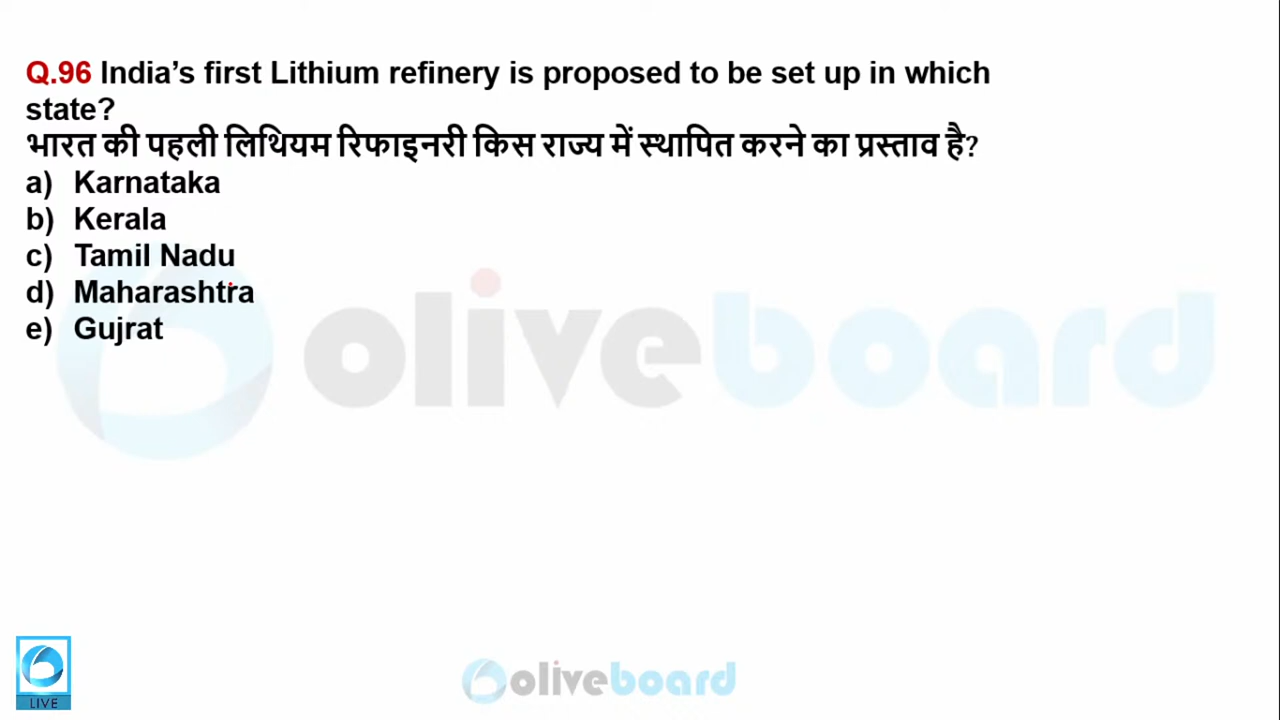 Q.96 India’s first Lithium refinery is proposed to be set up in which
state?
भारत की पहली लिथियम रिफाइनरी किस राज्य में स्थापित करने का प्रस्ताव है?
a) Karnataka
b) Kerala
c) Tamil Nadu
d) Maharashtra
e) Gujrat
oliveboard
LIVE
oliveboard